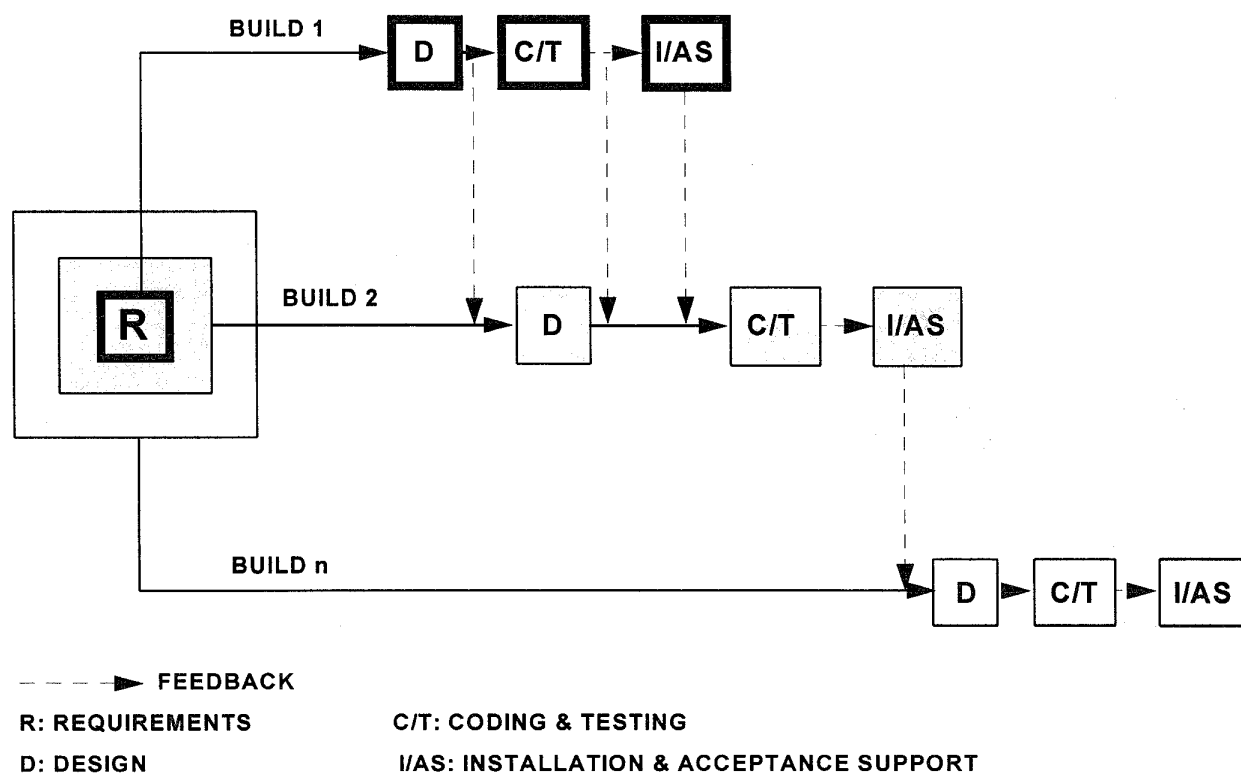 BUILD 1
D
C/T
I/AS
R
BUILD 2
D
C/T
I/AS
BUILD n
D
C/T
I/AS
FEEDBACK
R: REQUIREMENTS
C/T: CODING & TESTING
D: DESIGN
I/AS: INSTALLATION & ACCEPTANCE SUPPORT